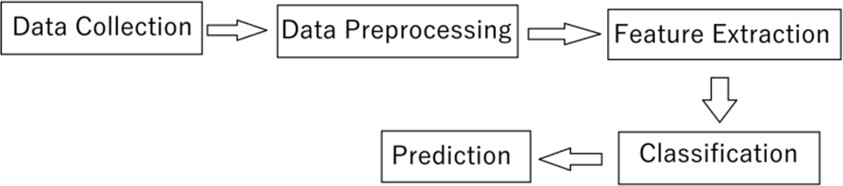 Data Collection
Data Preprocessing
Feature Extraction
Classification
Prediction